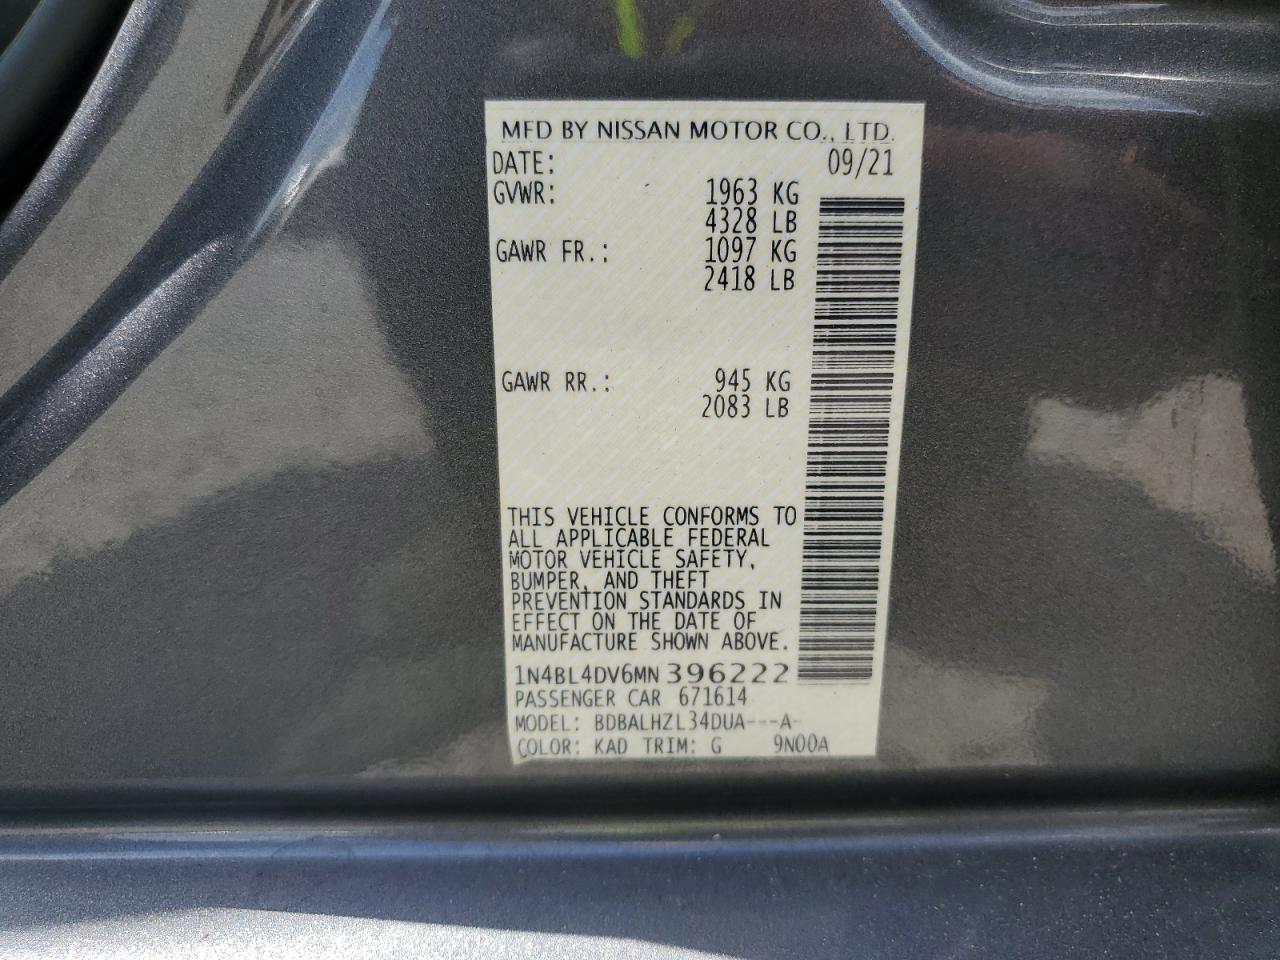 MFD BY NISSAN MOTOR CO., LTD.
DATE: 09/21
GVWR: 1963 KG
4328 LB
GAWR FR.: 1097 KG
2418 LB
GAWR RR.: 945 KG
2083 LB
THIS VEHICLE CONFORMS TO
ALL APPLICABLE FEDERAL
MOTOR VEHICLE SAFETY,
BUMPER, AND THEFT
PREVENTION STANDARDS IN
EFFECT ON THE DATE OF
MANUFACTURE SHOWN ABOVE.
1N4BL4DV6MN396222
PASSENGER CAR 671614
MODEL: BDBALHZL34DUA---A-
COLOR: KAD TRIM: G 9N00A